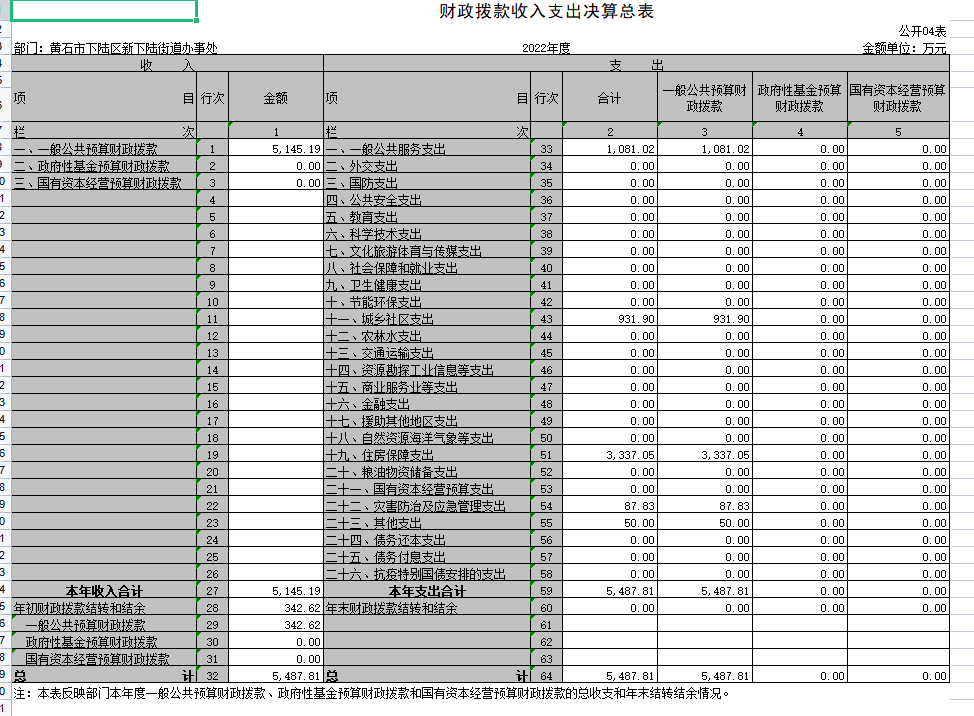 财政拨款收入支出决算总表
公开04表
部门：黄石市下陆区新下陆街道办事处 2022年度 金额单位：万元
收 入 支 出
项 目 行次 金额 项 目 行次 合计 一般公共预算财政拨款 政府性基金预算财政拨款 国有资本经营预算财政拨款
栏 次 1 栏 次 2 3 4 5
一、一般公共预算财政拨款 1 5,145.19 一、一般公共服务支出 33 1,081.02 1,081.02 0.00 0.00
二、政府性基金预算财政拨款 2 0.00 二、外交支出 34 0.00 0.00 0.00 0.00
三、国有资本经营预算财政拨款 3 0.00 三、国防支出 35 0.00 0.00 0.00 0.00
4 四、公共安全支出 36 0.00 0.00 0.00 0.00
5 五、教育支出 37 0.00 0.00 0.00 0.00
6 六、科学技术支出 38 0.00 0.00 0.00 0.00
7 七、文化旅游体育与传媒支出 39 0.00 0.00 0.00 0.00
8 八、社会保障和就业支出 40 0.00 0.00 0.00 0.00
9 九、卫生健康支出 41 0.00 0.00 0.00 0.00
10 十、节能环保支出 42 0.00 0.00 0.00 0.00
11 十一、城乡社区支出 43 931.90 931.90 0.00 0.00
12 十二、农林水支出 44 0.00 0.00 0.00 0.00
13 十三、交通运输支出 45 0.00 0.00 0.00 0.00
14 十四、资源勘探工业信息等支出 46 0.00 0.00 0.00 0.00
15 十五、商业服务业等支出 47 0.00 0.00 0.00 0.00
16 十六、金融支出 48 0.00 0.00 0.00 0.00
17 十七、援助其他地区支出 49 0.00 0.00 0.00 0.00
18 十八、自然资源海洋气象等支出 50 0.00 0.00 0.00 0.00
19 十九、住房保障支出 51 3,337.05 3,337.05 0.00 0.00
20 二十、粮油物资储备支出 52 0.00 0.00 0.00 0.00
21 二十一、国有资本经营预算支出 53 0.00 0.00 0.00 0.00
22 二十二、灾害防治及应急管理支出 54 87.83 87.83 0.00 0.00
23 二十三、其他支出 55 50.00 50.00 0.00 0.00
24 二十四、债务还本支出 56 0.00 0.00 0.00 0.00
25 二十五、债务付息支出 57 0.00 0.00 0.00 0.00
26 二十六、抗疫特别国债安排的支出 58 0.00 0.00 0.00 0.00
本年收入合计 27 5,145.19 本年支出合计 59 5,487.81 5,487.81 0.00 0.00
年初财政拨款结转和结余 28 342.62 年末财政拨款结转和结余 60 0.00 0.00 0.00 0.00
一般公共预算财政拨款 29 342.62 61
政府性基金预算财政拨款 30 0.00 62
国有资本经营预算财政拨款 31 0.00 63
总 计 32 5,487.81 总 计 64 5,487.81 5,487.81 0.00 0.00
注：本表反映部门本年度一般公共预算财政拨款、政府性基金预算财政拨款和国有资本经营预算财政拨款的总收支和年末结转结余情况。